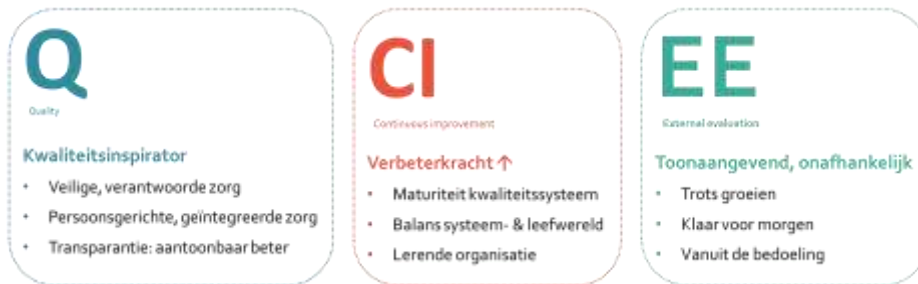 Q
Quality
Kwaliteitsinspirator
• Veilige, verantwoorde zorg
• Persoonsgerichte, geïntegreerde zorg
• Transparantie: aantoonbaar beter
CI
Continuous improvement
Verbeterkracht ↑
• Maturiteit kwaliteitssysteem
• Balans systeem- & leefwereld
• Lerende organisatie
EE
External evaluation
Toonaangevend, onafhankelijk
• Trots groeien
• Klaar voor morgen
• Vanuit de bedoeling